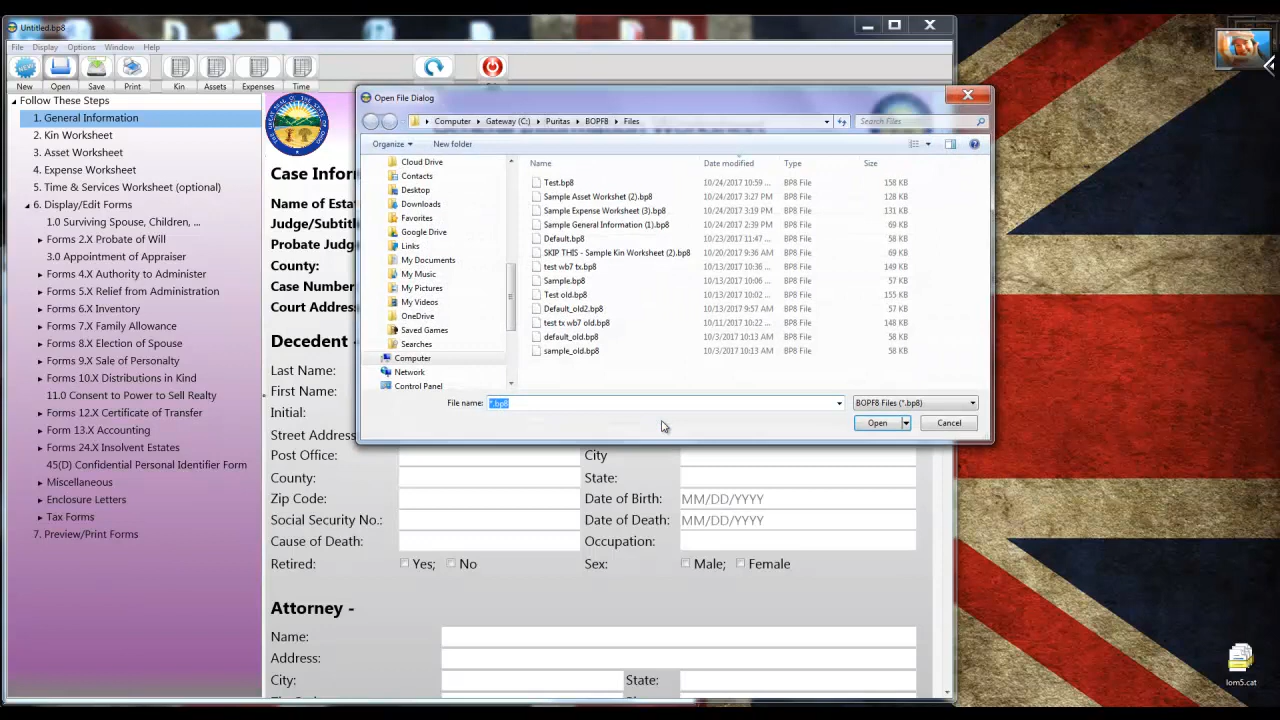 Untitled.bp8
File Display Options Window Help
New Open Save Print Kin Assets Expenses Time
Follow These Steps
1. General Information
2. Kin Worksheet
3. Asset Worksheet
4. Expense Worksheet
5. Time & Services Worksheet (optional)
6. Display/Edit Forms
1.0 Surviving Spouse, Children, ...
Forms 2.X Probate of Will
3.0 Appointment of Appraiser
Forms 4.X Authority to Administer
Forms 5.X Relief from Administration
Forms 6.X Inventory
Forms 7.X Family Allowance
Forms 8.X Election of Spouse
Forms 9.X Sale of Personalty
Forms 10.X Distributions in Kind
11.0 Consent to Power to Sell Realty
Forms 12.X Certificate of Transfer
Form 13.X Accounting
Forms 24.X Insolvent Estates
45(D) Confidential Personal Identifier Form
Miscellaneous
Enclosure Letters
Tax Forms
7. Preview/Print Forms
Case Infor
Name of Esta
Judge/Subtitl
Probate Judg
County:
Case Number
Court Addres
Decedent -
Last Name:
First Name:
Initial:
Street Address
Post Office: City
County: State:
Zip Code: Date of Birth: MM/DD/YYYY
Social Security No.: Date of Death: MM/DD/YYYY
Cause of Death: Occupation:
Retired: Yes; No Sex: Male; Female
Attorney -
Name:
Address:
City: State:
Open File Dialog
Computer Gateway (C:) Puritas BOPF8 Files Search Files
Organize New folder
Cloud Drive
Contacts
Desktop
Downloads
Favorites
Google Drive
Links
My Documents
My Music
My Pictures
My Videos
OneDrive
Saved Games
Searches
Computer
Network
Control Panel
Name Date modified Type Size
Test.bp8 10/24/2017 10:59 ... BP8 File 158 KB
Sample Asset Workshet (2).bp8 10/24/2017 3:27 PM BP8 File 128 KB
Sample Expense Worksheet (3).bp8 10/24/2017 3:19 PM BP8 File 131 KB
Sample General Information (1).bp8 10/24/2017 2:39 PM BP8 File 69 KB
Default.bp8 10/23/2017 11:47 ... BP8 File 58 KB
SKIP THIS - Sample Kin Worksheet (2).bp8 10/20/2017 9:36 AM BP8 File 69 KB
test wb7 tx.bp8 10/13/2017 10:36 ... BP8 File 149 KB
Sample.bp8 10/13/2017 10:06 ... BP8 File 57 KB
Test old.bp8 10/13/2017 10:02 ... BP8 File 155 KB
Default_old2.bp8 10/13/2017 9:57 AM BP8 File 58 KB
test tx wb7 old.bp8 10/11/2017 10:22 ... BP8 File 148 KB
default_old.bp8 10/3/2017 10:13 AM BP8 File 58 KB
sample_old.bp8 10/3/2017 10:13 AM BP8 File 57 KB
File name: *.bp8 BOPF8 Files (*.bp8)
Open Cancel
lom5.cat